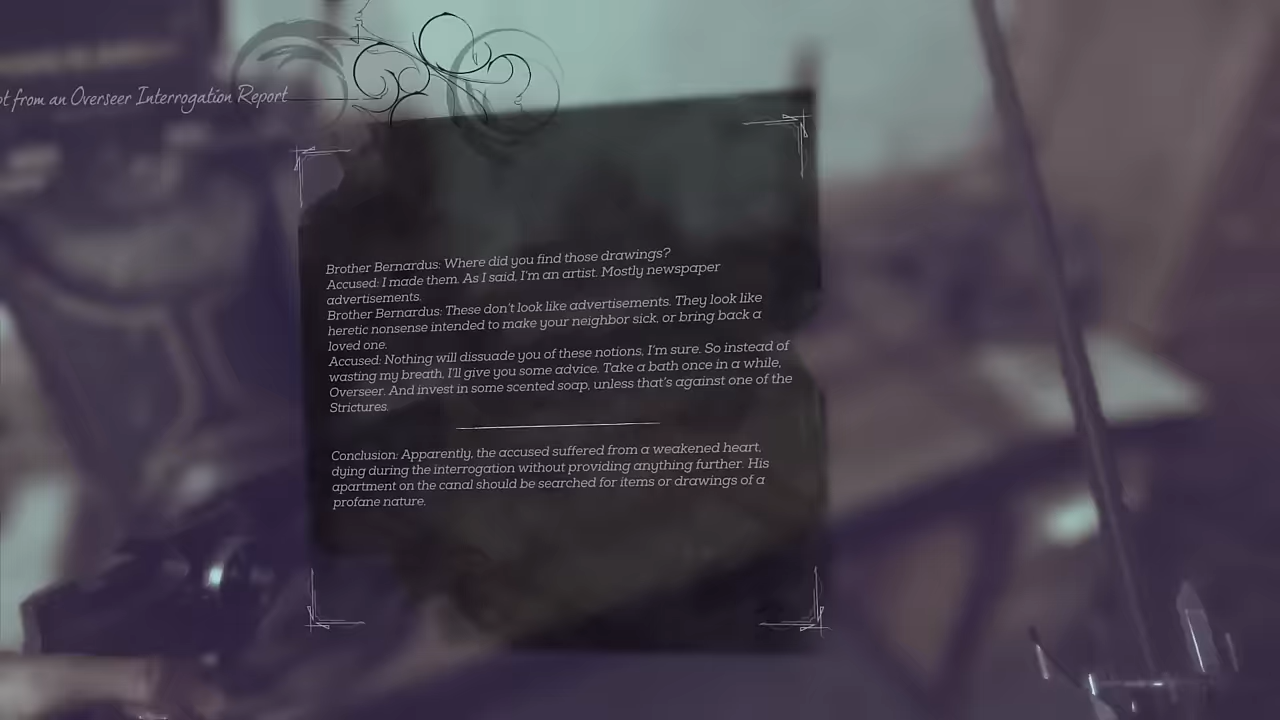 from an Overseer Interrogation Report
Brother Bernardus: Where did you find those drawings?
Accused: I made them. As I said, I'm an artist. Mostly newspaper
advertisements.
Brother Bernardus: These don't look like advertisements. They look like
heretic nonsense intended to make your neighbor sick, or bring back a
loved one.
Accused: Nothing will dissuade you of these notions, I'm sure. So instead of
wasting my breath, I'll give you some advice. Take a bath once in a while,
Overseer. And invest in some scented soap, unless that's against one of the
Strictures.
Conclusion: Apparently, the accused suffered from a weakened heart,
dying during the interrogation without providing anything further. His
apartment on the canal should be searched for items or drawings of a
profane nature.